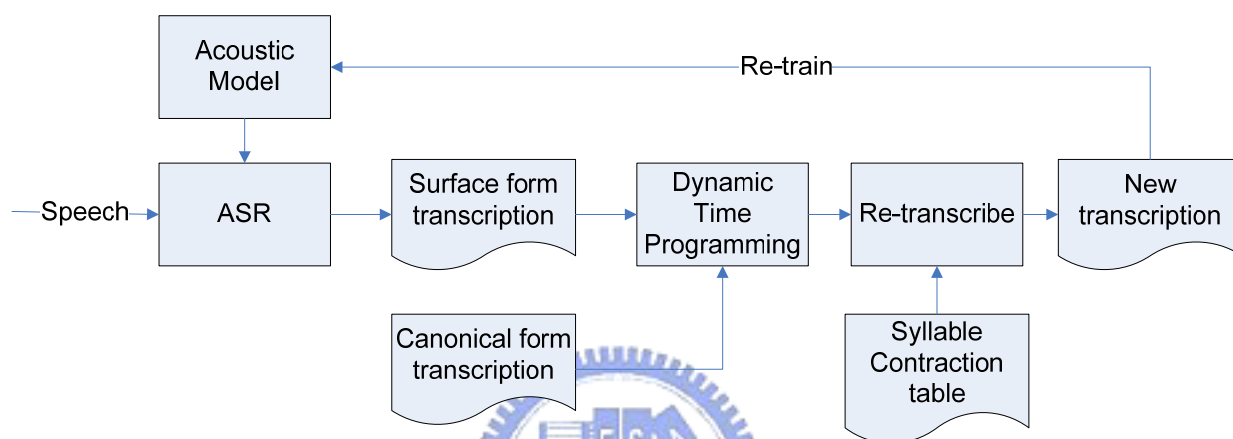 Acoustic
Model
Re-train
Speech
ASR
Surface form
transcription
Dynamic
Time
Programming
Re-transcribe
New
transcription
Canonical form
transcription
Syllable
Contraction
table